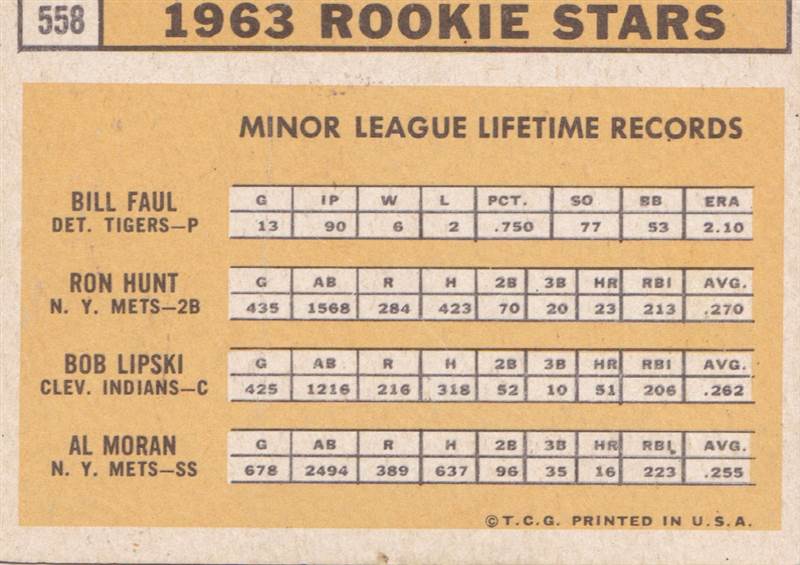 558 1963 ROOKIE STARS
MINOR LEAGUE LIFETIME RECORDS
BILL FAUL
DET. TIGERS—P
G IP W L PCT. SO BB ERA
13 90 6 2 .750 77 53 2.10
RON HUNT
N. Y. METS—2B
G AB R H 2B 3B HR RBI AVG.
435 1568 284 423 70 20 23 213 .270
BOB LIPSKI
CLEV. INDIANS—C
G AB R H 2B 3B HR RBI AVG.
425 1216 216 318 52 10 51 206 .262
AL MORAN
N. Y. METS—SS
G AB R H 2B 3B HR RBI AVG.
678 2494 389 637 96 35 16 223 .255
©T.C.G. PRINTED IN U.S.A.